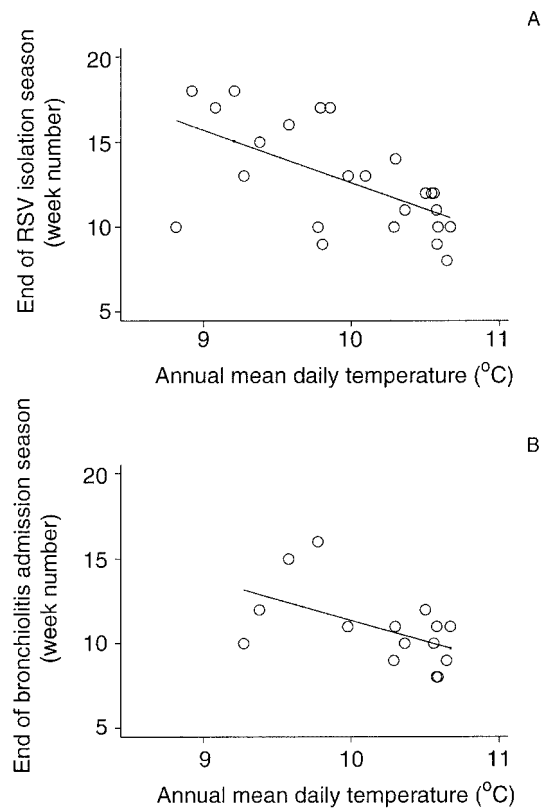 A
End of RSV isolation season
(week number)
20
15
10
5
9 10 11
Annual mean daily temperature (°C)
B
End of bronchiolitis admission season
(week number)
20
15
10
5
9 10 11
Annual mean daily temperature (°C)